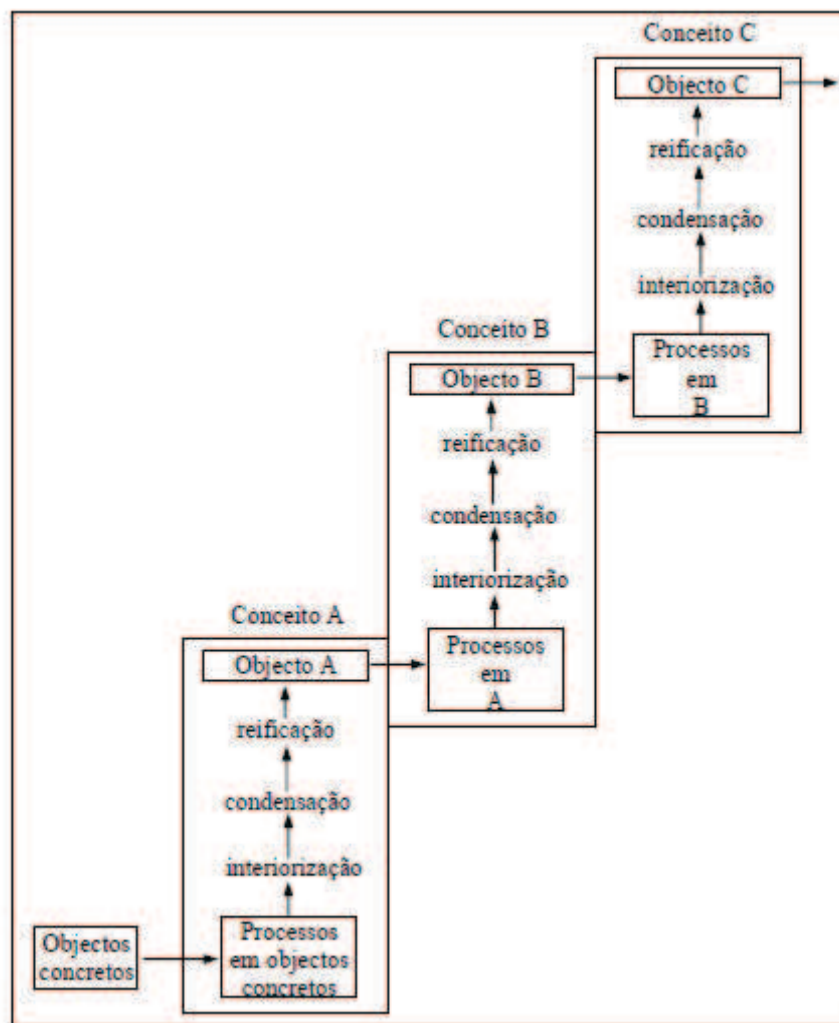 Conceito C
Objecto C
reificação
condensação
interiorização
Processos
em
B
Conceito B
Objecto B
reificação
condensação
interiorização
Processos
em
A
Conceito A
Objecto A
reificação
condensação
interiorização
Processos
em objectos
concretos
Objectos
concretos